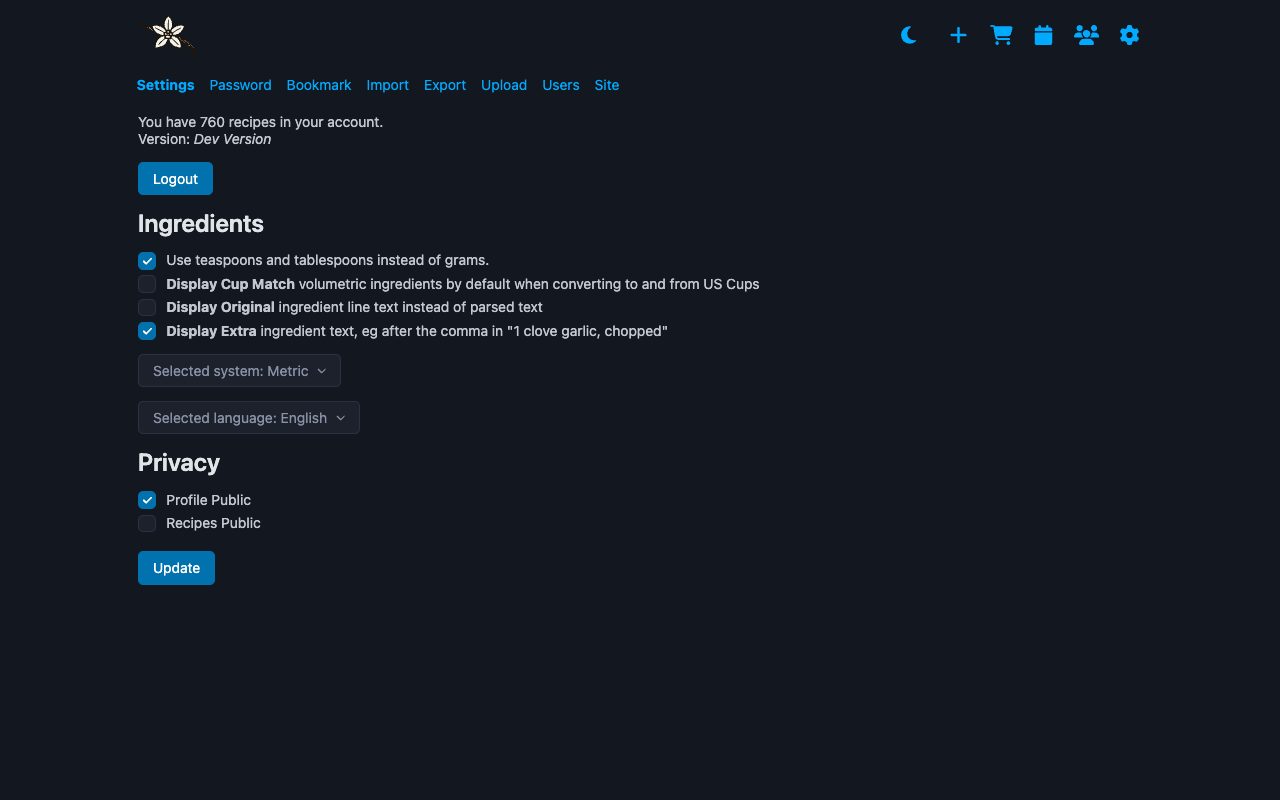 Settings Password Bookmark Import Export Upload Users Site
You have 760 recipes in your account.
Version: Dev Version
Logout
Ingredients
Use teaspoons and tablespoons instead of grams.
Display Cup Match volumetric ingredients by default when converting to and from US Cups
Display Original ingredient line text instead of parsed text
Display Extra ingredient text, eg after the comma in "1 clove garlic, chopped"
Selected system: Metric
Selected language: English
Privacy
Profile Public
Recipes Public
Update